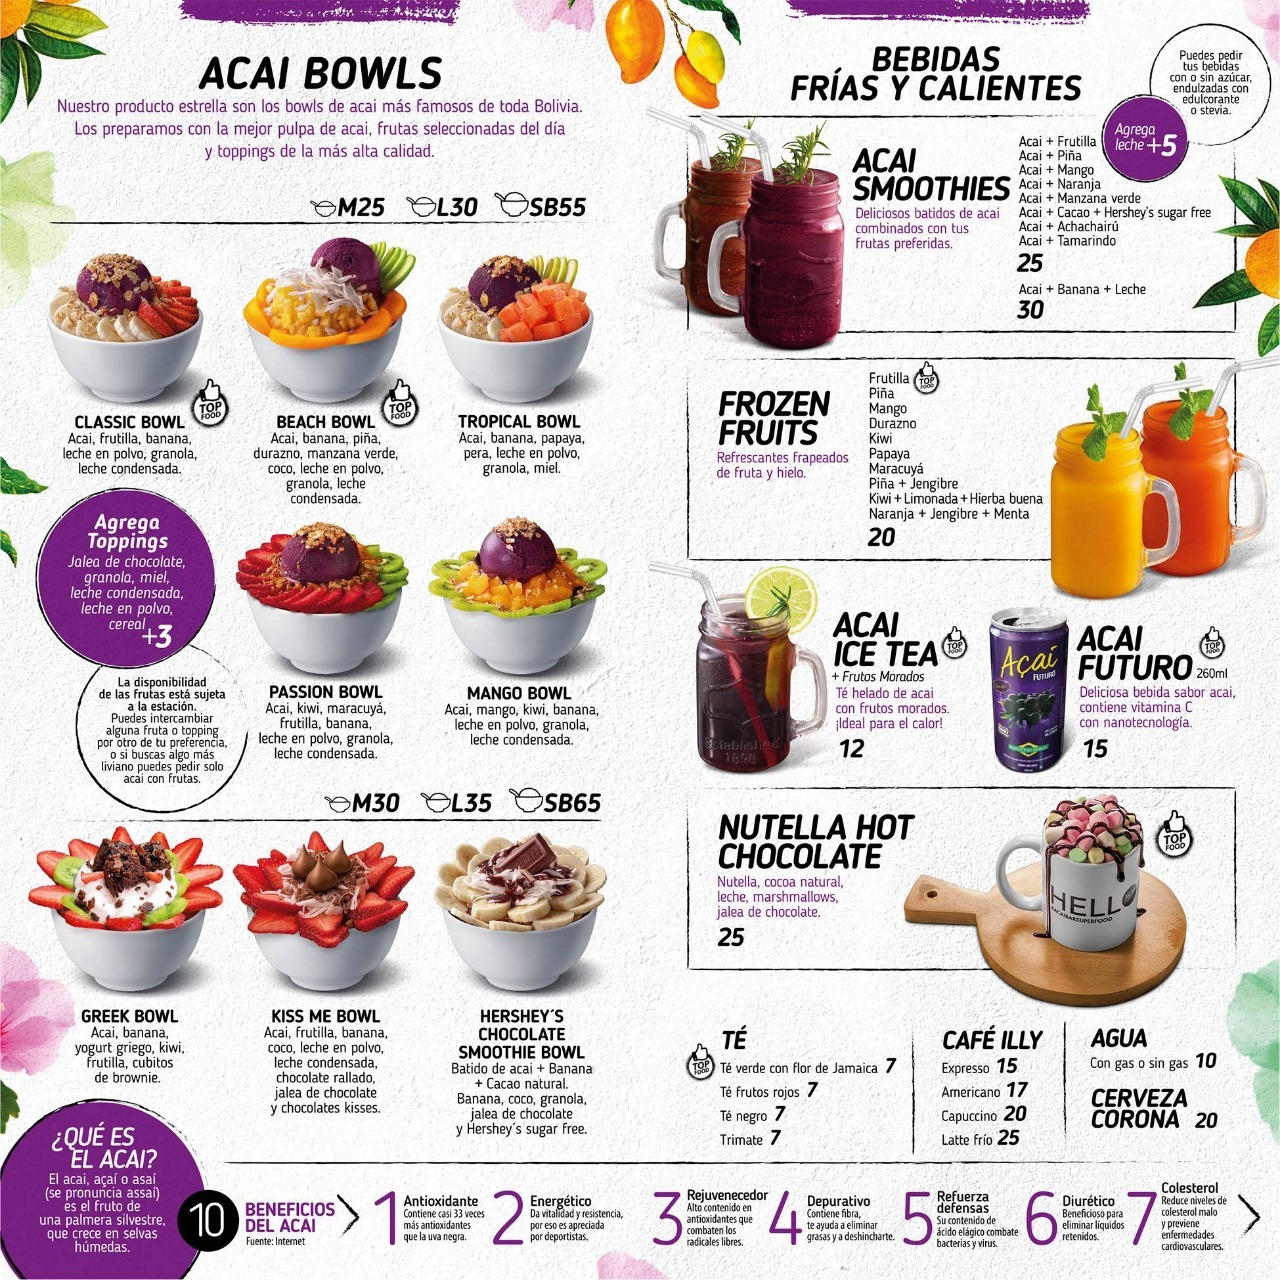 ACAI BOWLS
Nuestro producto estrella son los bowls de acai más famosos de toda Bolivia.
Los preparamos con la mejor pulpa de acai, frutas seleccionadas del día
y toppings de la más alta calidad.
M25 L30 SB55
CLASSIC BOWL
Acai, frutilla, banana,
leche en polvo, granola,
leche condensada.
TOP
FOOD
BEACH BOWL
Acai, banana, piña,
durazno, manzana verde,
coco, leche en polvo,
granola, leche
condensada.
TOP
FOOD
TROPICAL BOWL
Acai, banana, papaya,
pera, leche en polvo,
granola, miel.
Agrega
Toppings
Jalea de chocolate,
granola, miel,
leche condensada,
leche en polvo,
cereal +3
La disponibilidad
de las frutas está sujeta
a la estación.
Puedes intercambiar
alguna fruta o topping
por otro de tu preferencia,
o si buscas algo más
liviano puedes pedir solo
acai con frutas.
PASSION BOWL
Acai, kiwi, maracuyá,
frutilla, banana,
leche en polvo, granola,
leche condensada.
MANGO BOWL
Acai, mango, kiwi, banana,
leche en polvo, granola,
leche condensada.
M30 L35 SB65
GREEK BOWL
Acai, banana,
yogurt griego, kiwi,
frutilla, cubitos
de brownie.
KISS ME BOWL
Acai, frutilla, banana,
coco, leche en polvo,
leche condensada,
chocolate rallado,
jalea de chocolate
y chocolates kisses.
HERSHEY´S
CHOCOLATE
SMOOTHIE BOWL
Batido de acai + Banana
+ Cacao natural.
Banana, coco, granola,
jalea de chocolate
y Hershey´s sugar free.
BEBIDAS
FRÍAS Y CALIENTES
Puedes pedir
tus bebidas
con o sin azúcar,
endulzadas con
edulcorante
o stevia.
Agrega
leche +5
ACAI
SMOOTHIES
Deliciosos batidos de acai
combinados con tus
frutas preferidas.
Acai + Frutilla
Acai + Piña
Acai + Mango
Acai + Naranja
Acai + Manzana verde
Acai + Cacao + Hershey's sugar free
Acai + Achachairú
Acai + Tamarindo
25
Acai + Banana + Leche
30
FROZEN
FRUITS
Refrescantes frapeados
de fruta y hielo.
Frutilla
TOP
FOOD
Piña
Mango
Durazno
Kiwi
Papaya
Maracuyá
Piña + Jengibre
Kiwi + Limonada + Hierba buena
Naranja + Jengibre + Menta
20
Established
1898
ACAI
ICE TEA
+ Frutos Morados
TOP
FOOD
Té helado de acai
con frutos morados.
¡Ideal para el calor!
12
Açaí
FUTURO
ACAI
FUTURO 260ml
TOP
FOOD
Deliciosa bebida sabor acai,
contiene vitamina C
con nanotecnología.
15
NUTELLA HOT
CHOCOLATE
Nutella, cocoa natural,
leche, marshmallows,
jalea de chocolate.
25
HELLO
#ACAIBARSUPERFOOD
TOP
FOOD
TÉ
TOP
FOOD
Té verde con flor de Jamaica 7
Té frutos rojos 7
Té negro 7
Trimate 7
CAFÉ ILLY
Expresso 15
Americano 17
Capuccino 20
Latte frío 25
AGUA
Con gas o sin gas 10
CERVEZA
CORONA 20
¿QUÉ ES
EL ACAI?
El acai, açaí o asaí
(se pronuncia assaí)
es el fruto de
una palmera silvestre,
que crece en selvas
húmedas.
10 BENEFICIOS
DEL ACAI
Fuente: Internet
1 Antioxidante
Contiene casi 33 veces
más antioxidantes
que la uva negra.
2 Energético
Da vitalidad y resistencia,
por eso es apreciada
por deportistas.
3 Rejuvenecedor
Alto contenido en
antioxidantes que
combaten los
radicales libres.
4 Depurativo
Contiene fibra,
te ayuda a eliminar
grasas y a deshincharte.
5 Refuerza
defensas
Su contenido de
ácido elágico combate
bacterias y virus.
6 Diurético
Beneficioso para
eliminar líquidos
retenidos.
7 Colesterol
Reduce niveles de
colesterol malo
y previene
enfermedades
cardiovasculares.